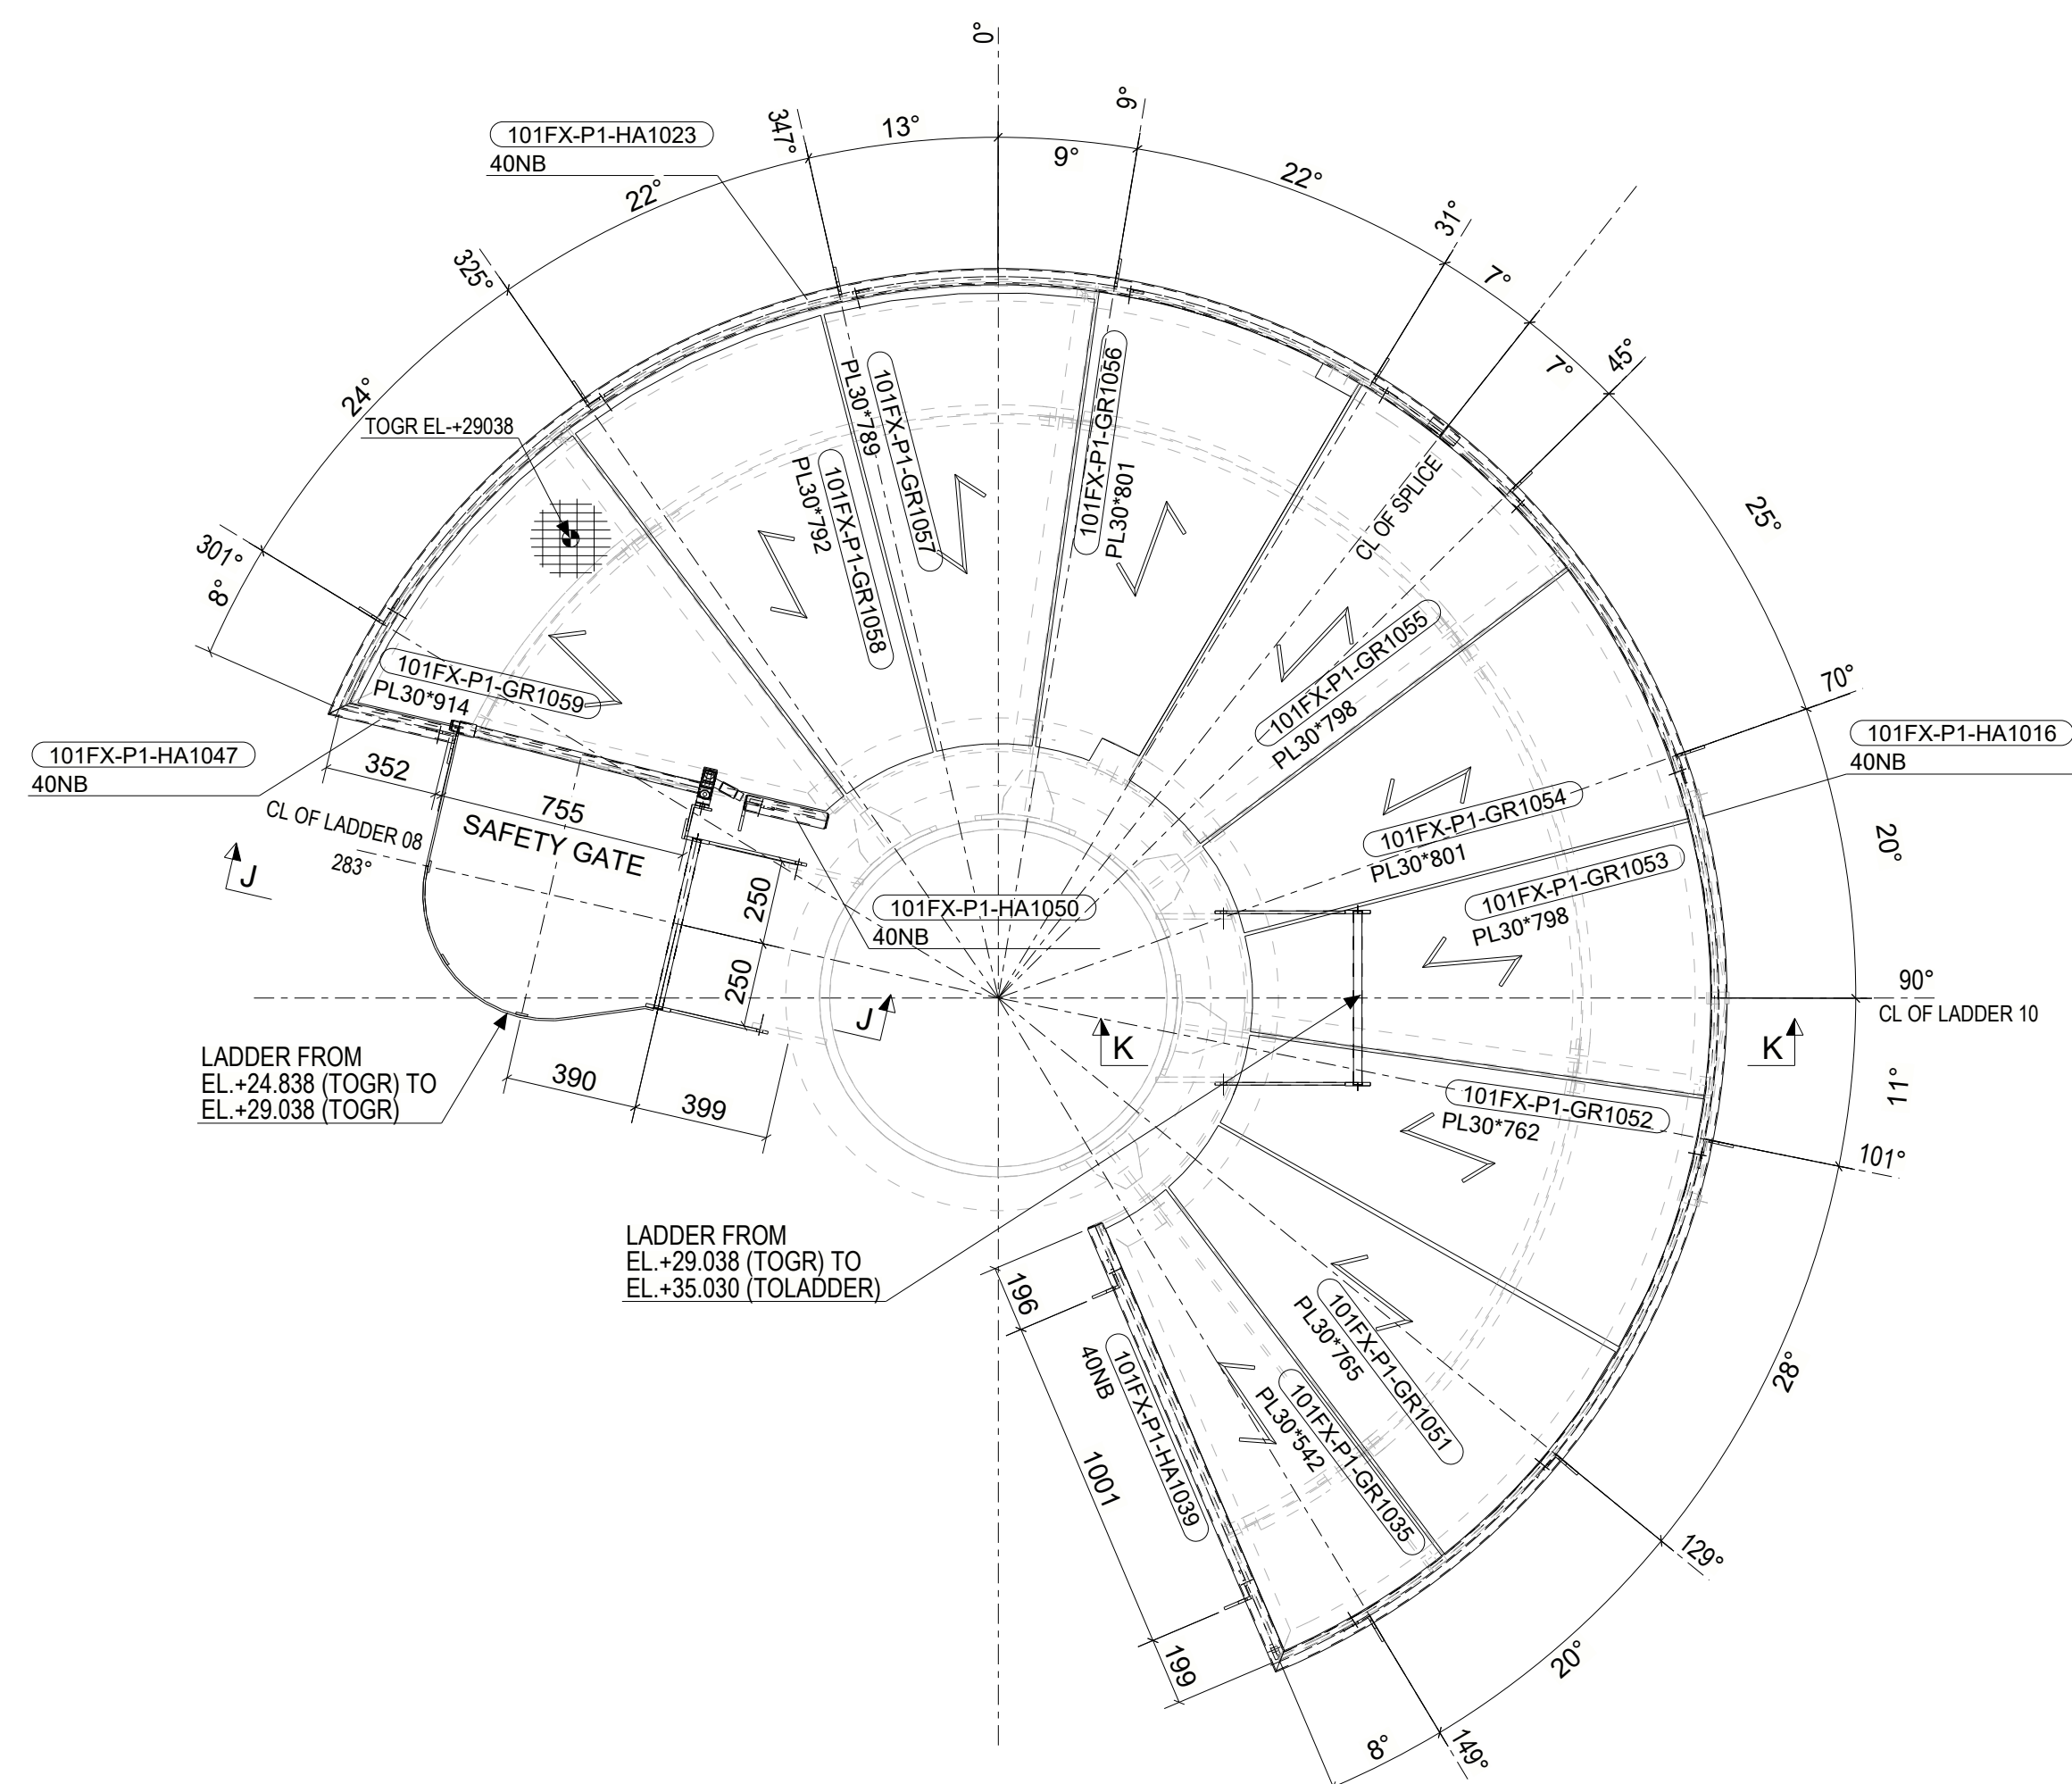 0°
9°
347°
13°
9°
101FX-P1-HA1023
40NB
22°
22°
31°
7°
325°
7°
45°
24°
TOGR EL-+29038
101FX-P1-GR1057
PL30*789
101FX-P1-GR1056
PL30*801
101FX-P1-GR1058
PL30*792
CL OF SPLICE
25°
301°
8°
101FX-P1-GR1059
PL30*914
101FX-P1-GR1055
PL30*798
70°
101FX-P1-HA1016
40NB
101FX-P1-HA1047
40NB
352
755
SAFETY GATE
CL OF LADDER 08
283°
J
101FX-P1-GR1054
PL30*801
101FX-P1-GR1053
PL30*798
20°
250
250
101FX-P1-HA1050
40NB
90°
CL OF LADDER 10
J
K
K
LADDER FROM
EL.+24.838 (TOGR) TO
EL.+29.038 (TOGR)
390
399
101FX-P1-GR1052
PL30*762
11°
101°
LADDER FROM
EL.+29.038 (TOGR) TO
EL.+35.030 (TOLADDER)
196
101FX-P1-HA1039
40NB
101FX-P1-GR1051
PL30*765
101FX-P1-GR1035
PL30*542
28°
1001
129°
199
20°
8°
149°